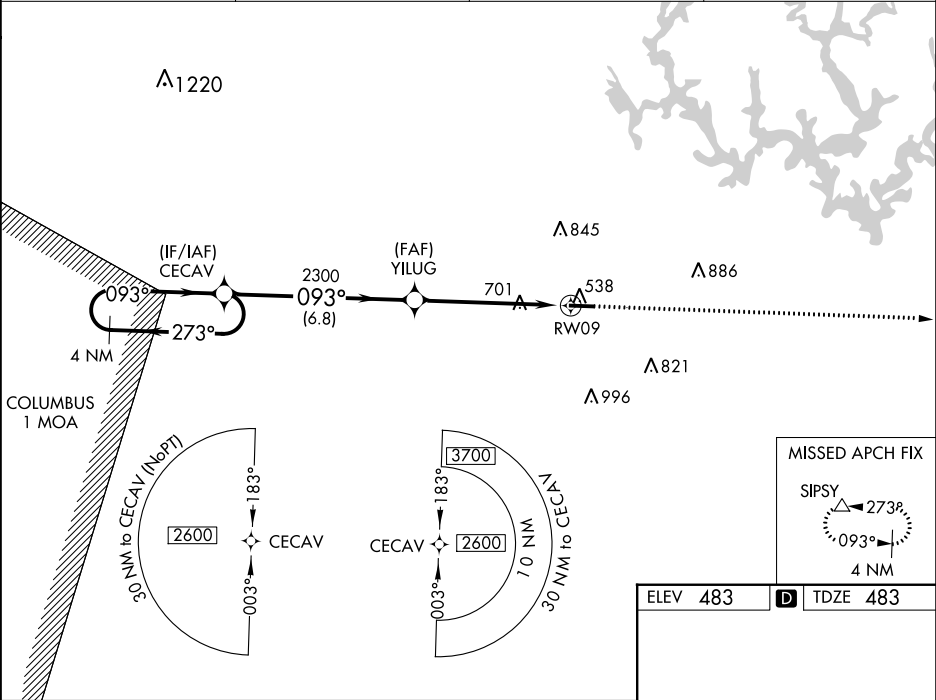 1220
845
(IF/IAF)
CECAV
(FAF)
YILUG
886
2300
093°
093°
(6.8)
701
538
273°
RW09
4 NM
821
996
COLUMBUS
1 MOA
30 NM to CECAV (NoPT)
183°
2600
CECAV
003°
3700
183°
CECAV
2600
10 NM
30 NM to CECAV
003°
MISSED APCH FIX
SIPSY
273°
093°
4 NM
ELEV 483 D TDZE 483